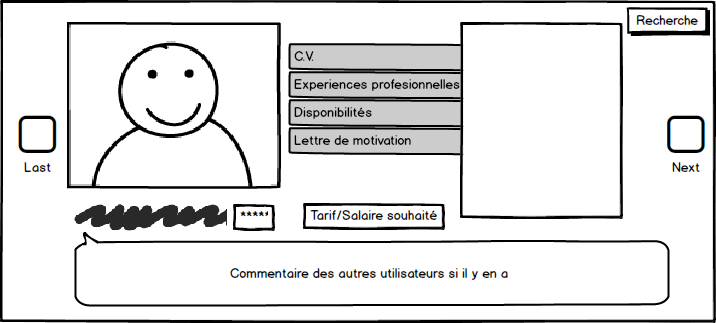 Recherche
C.V.
Experiences profesionnelles
Disponibilités
Lettre de motivation
Last
Next
*****
Tarif/Salaire souhaité
Commentaire des autres utilisateurs si il y en a